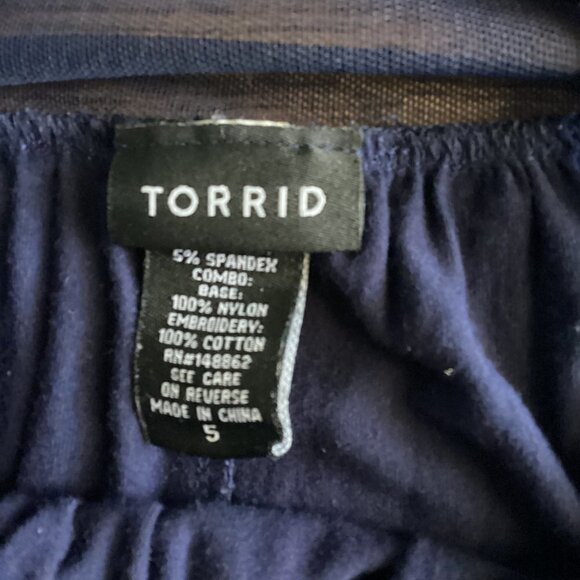 TORRID
5% SPANDEX
COMBO:
BASE:
100% NYLON
EMBROIDERY:
100% COTTON
RN#148862
SEE CARE
ON REVERSE
MADE IN CHINA
5